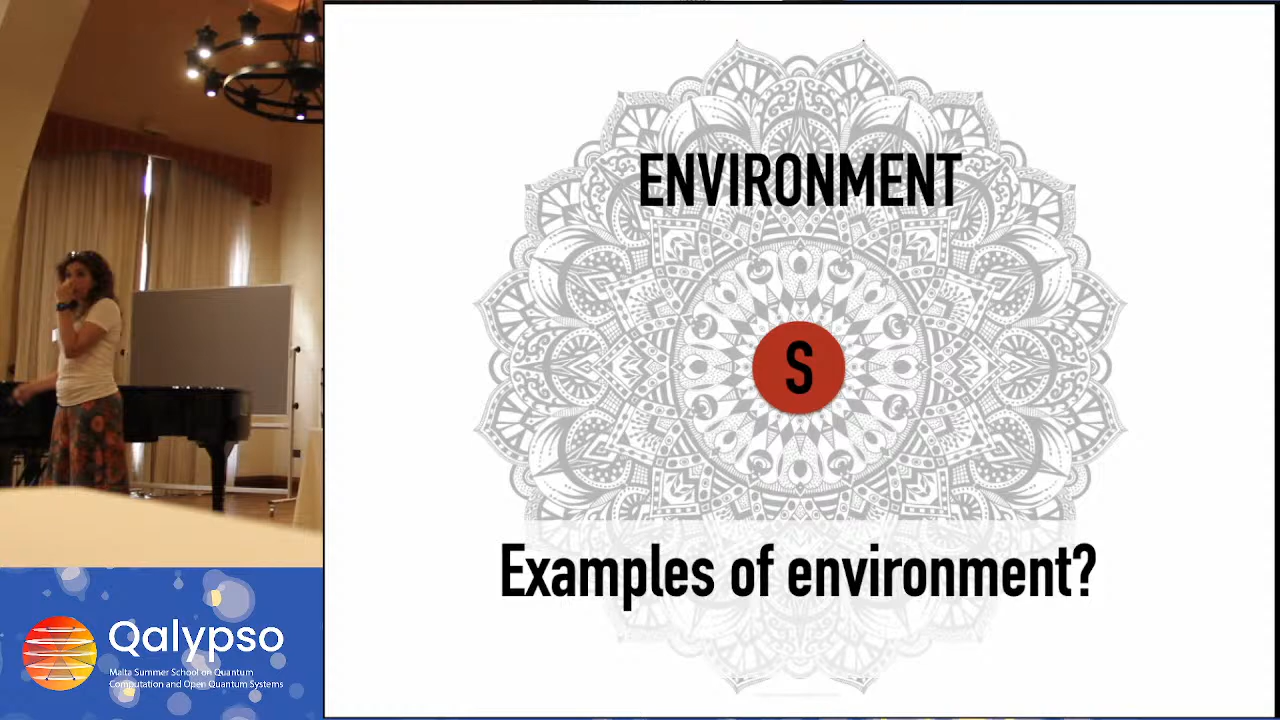 ENVIRONMENT
S
Examples of environment?
Qalypso
Malta Summer School on Quantum
Computation and Open Quantum Systems